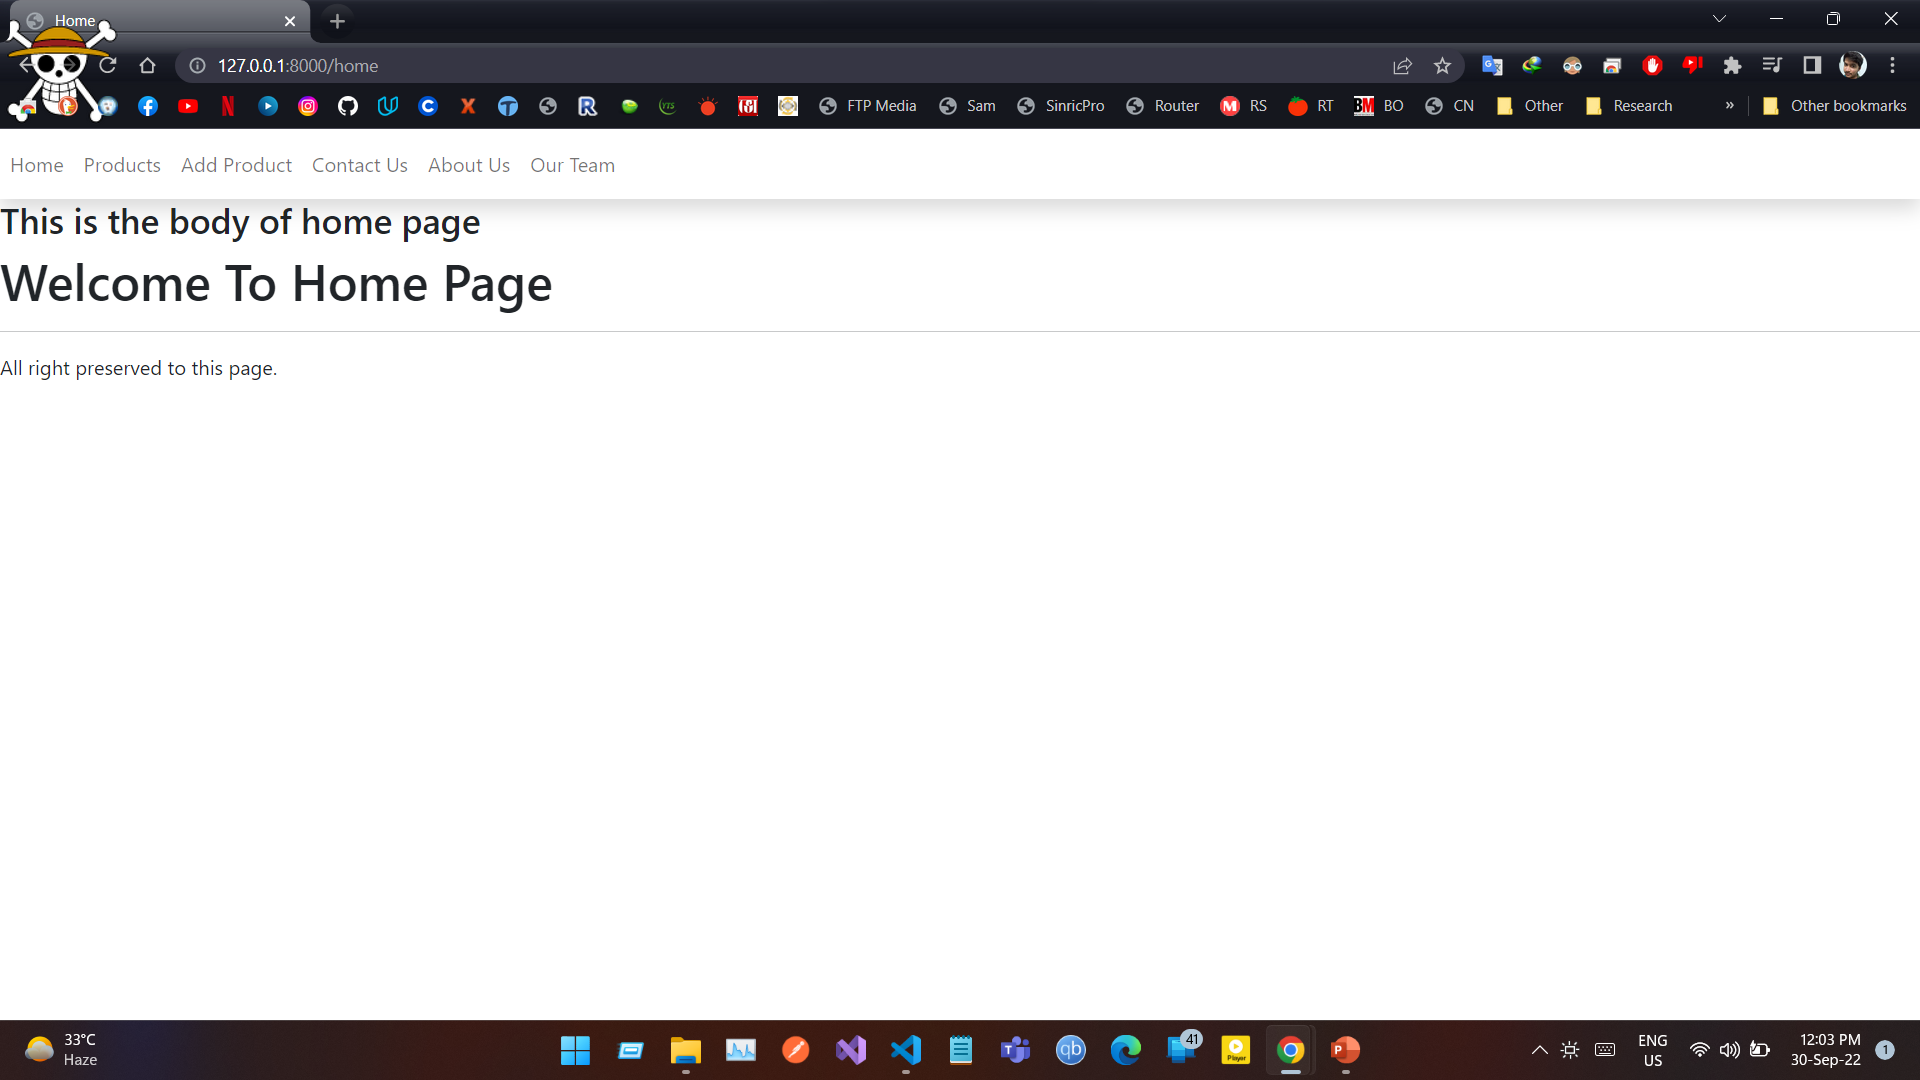 Home
127.0.0.1:8000/home
FTP Media Sam SinricPro Router RS RT BM BO CN Other Research » Other bookmarks
Home Products Add Product Contact Us About Us Our Team
This is the body of home page
Welcome To Home Page
All right preserved to this page.
33°C
Haze
41
Player
ENG
US
12:03 PM
30-Sep-22
1